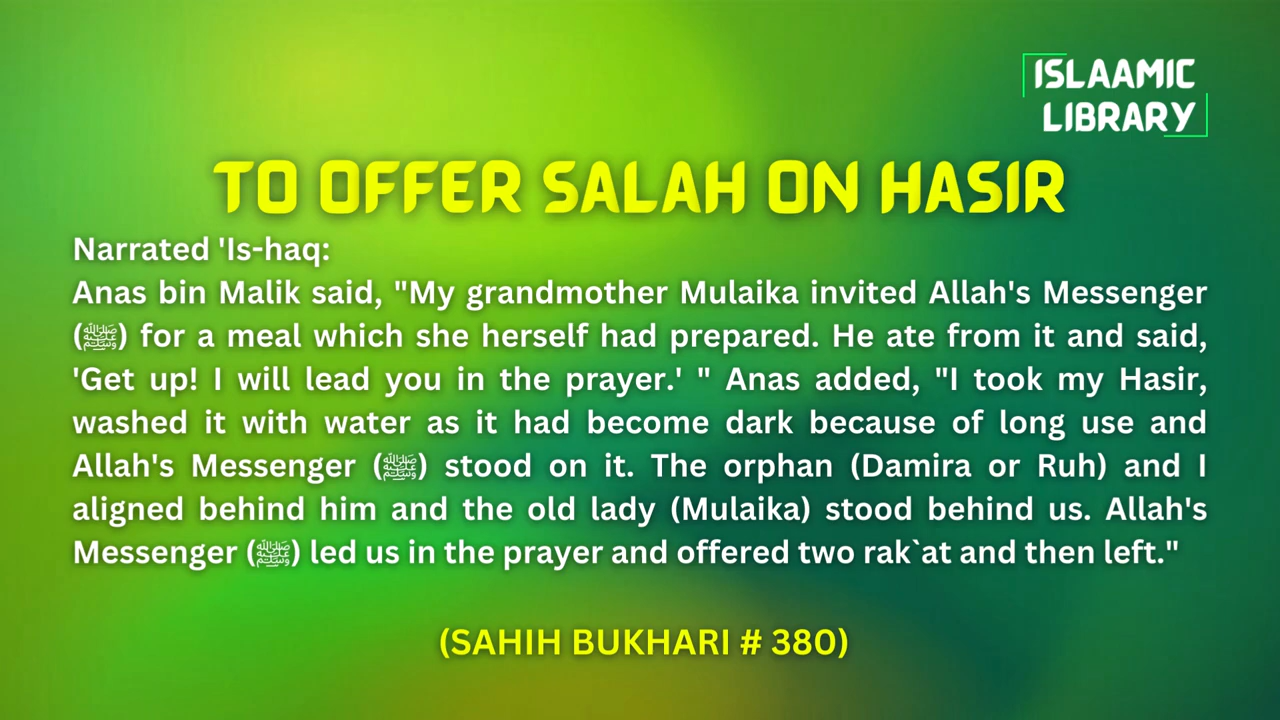 ISLAAMIC
LIBRARY
TO OFFER SALAH ON HASIR
Narrated 'Is-haq:
Anas bin Malik said, "My grandmother Mulaika invited Allah's Messenger
(ﷺ) for a meal which she herself had prepared. He ate from it and said,
'Get up! I will lead you in the prayer.' " Anas added, "I took my Hasir,
washed it with water as it had become dark because of long use and
Allah's Messenger (ﷺ) stood on it. The orphan (Damira or Ruh) and I
aligned behind him and the old lady (Mulaika) stood behind us. Allah's
Messenger (ﷺ) led us in the prayer and offered two rak`at and then left."
(SAHIH BUKHARI # 380)